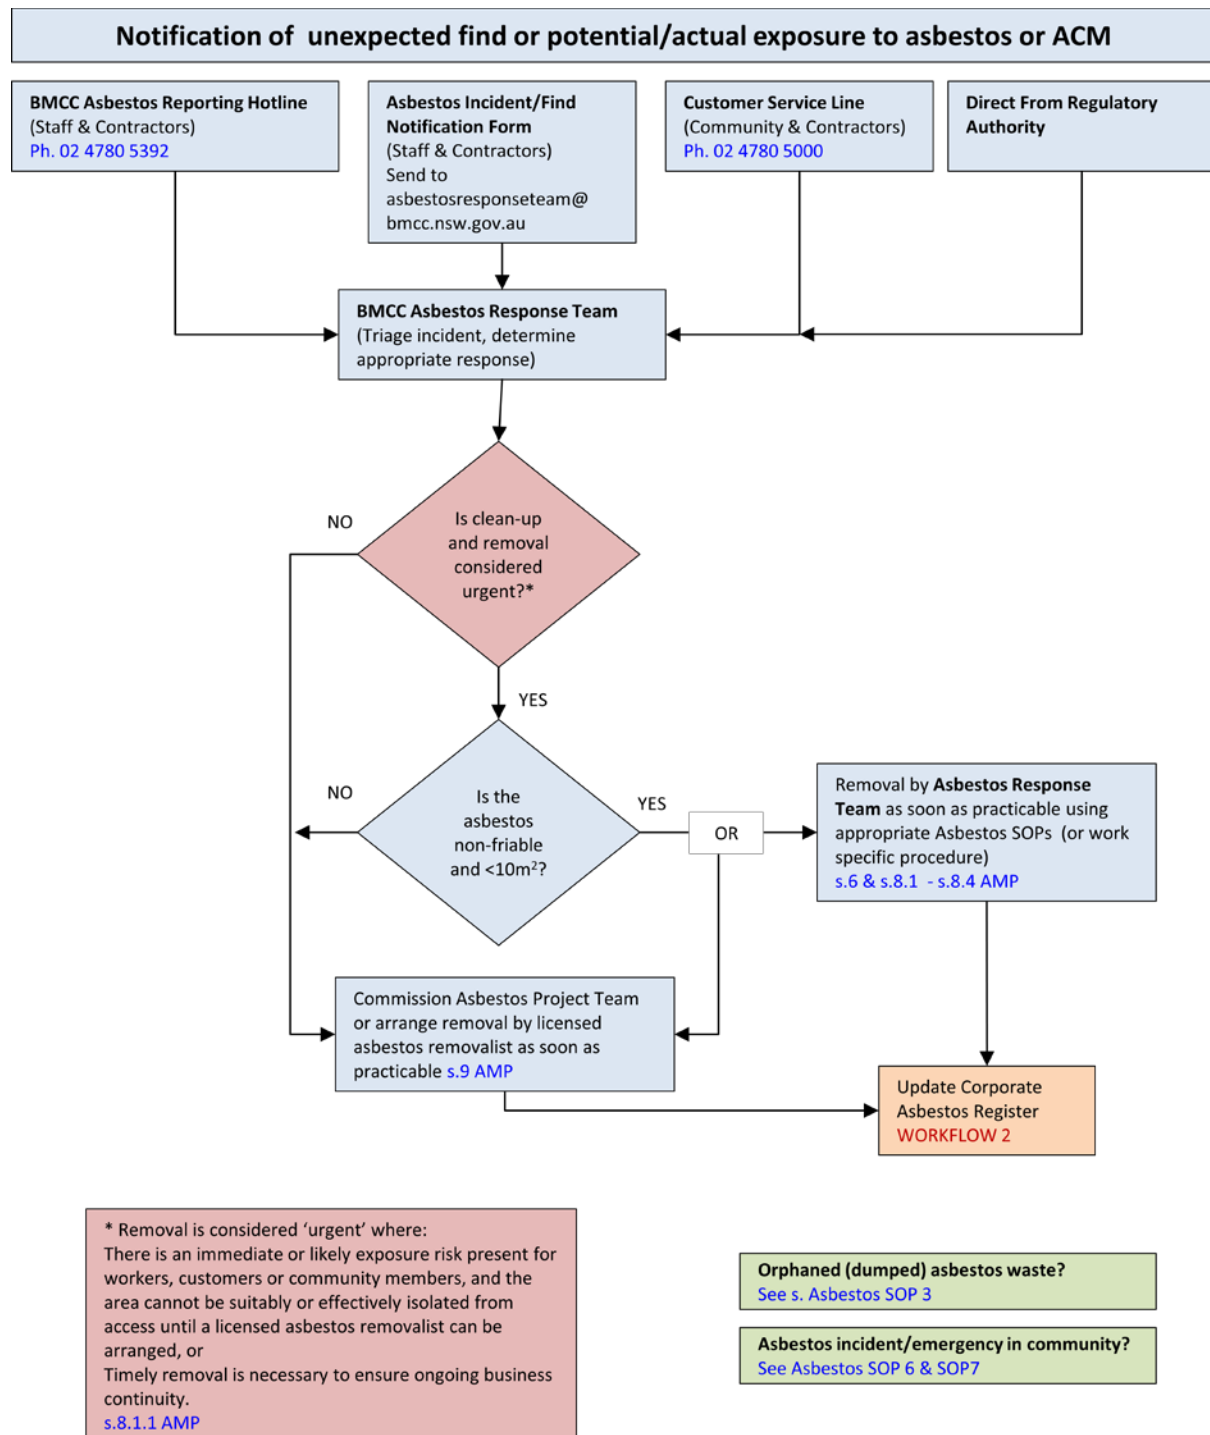 Notification of unexpected find or potential/actual exposure to asbestos or ACM
BMCC Asbestos Reporting Hotline
(Staff & Contractors)
Ph. 02 4780 5392
Asbestos Incident/Find
Notification Form
(Staff & Contractors)
Send to
asbestosresponseteam@
bmcc.nsw.gov.au
Customer Service Line
(Community & Contractors)
Ph. 02 4780 5000
Direct From Regulatory
Authority
BMCC Asbestos Response Team
(Triage incident, determine
appropriate response)
Is clean-up
and removal
considered
urgent?*
NO
YES
Is the
asbestos
non-friable
and <10m²?
NO
YES
OR
Removal by Asbestos Response
Team as soon as practicable using
appropriate Asbestos SOPs (or work
specific procedure)
s.6 & s.8.1 - s.8.4 AMP
Commission Asbestos Project Team
or arrange removal by licensed
asbestos removalist as soon as
practicable s.9 AMP
Update Corporate
Asbestos Register
WORKFLOW 2
* Removal is considered ‘urgent’ where:
There is an immediate or likely exposure risk present for
workers, customers or community members, and the
area cannot be suitably or effectively isolated from
access until a licensed asbestos removalist can be
arranged, or
Timely removal is necessary to ensure ongoing business
continuity.
s.8.1.1 AMP
Orphaned (dumped) asbestos waste?
See s. Asbestos SOP 3
Asbestos incident/emergency in community?
See Asbestos SOP 6 & SOP7